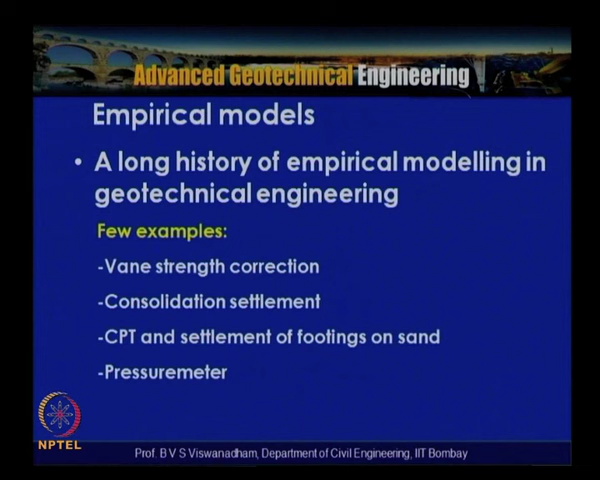 Advanced Geotechnical Engineering
Empirical models
• A long history of empirical modelling in
geotechnical engineering
Few examples:
-Vane strength correction
-Consolidation settlement
-CPT and settlement of footings on sand
-Pressuremeter
NPTEL
Prof. B V S Viswanadham, Department of Civil Engineering, IIT Bombay